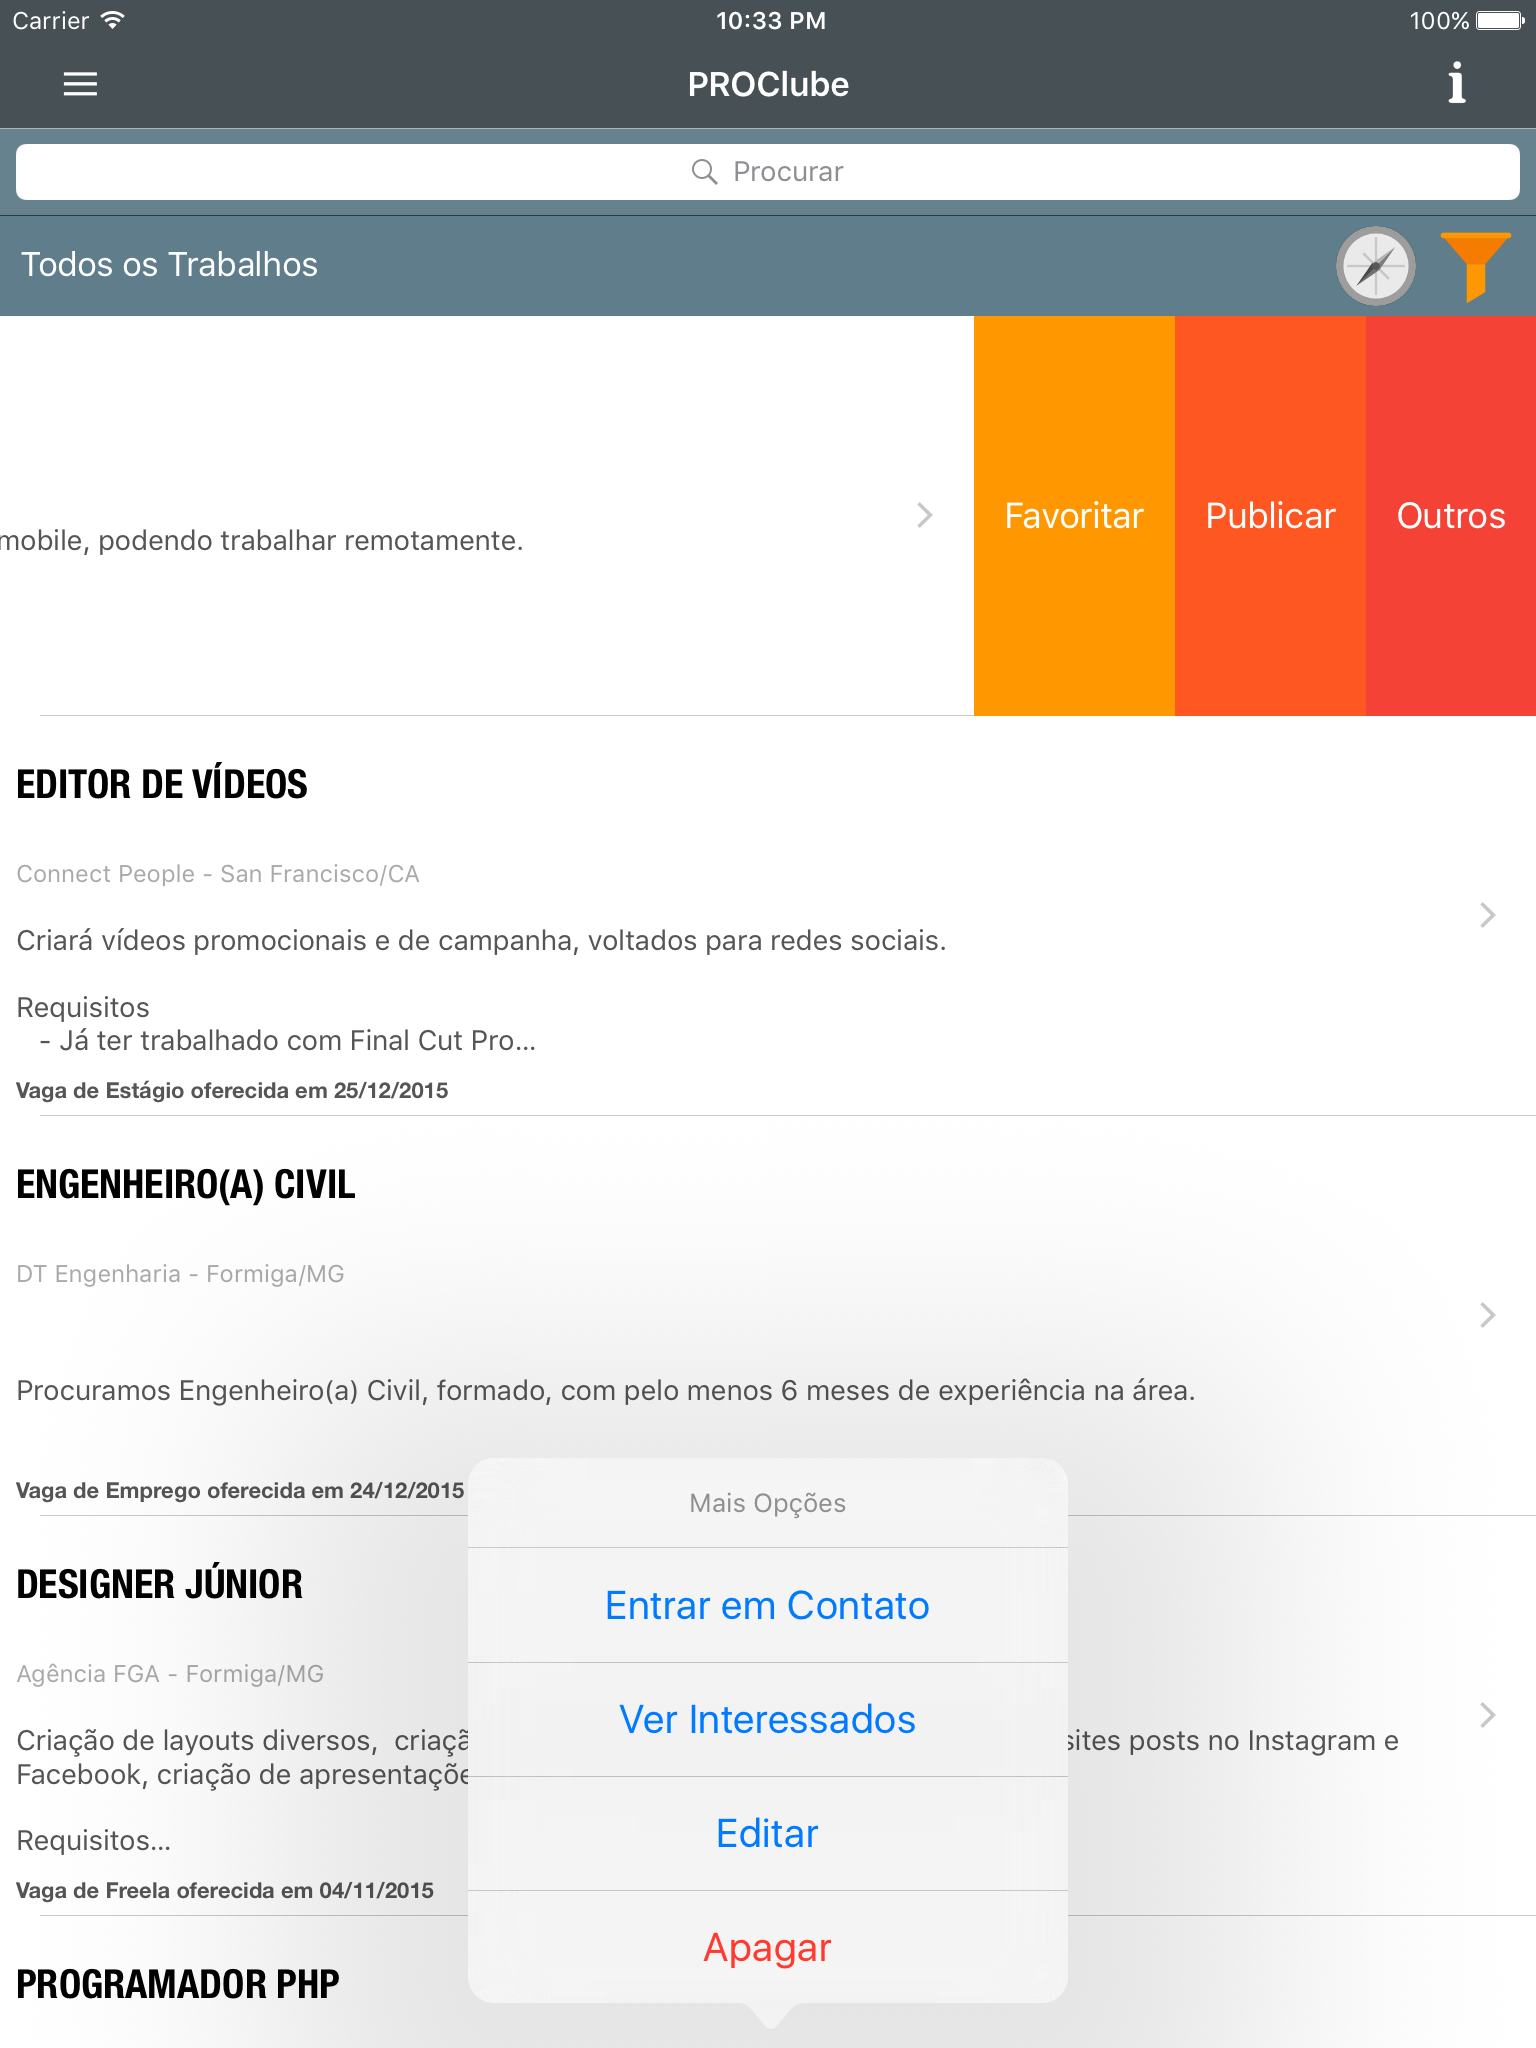 Carrier 10:33 PM 100%
PROClube
Procurar
Todos os Trabalhos
mobile, podendo trabalhar remotamente.
Favoritar Publicar Outros
EDITOR DE VÍDEOS
Connect People - San Francisco/CA
Criará vídeos promocionais e de campanha, voltados para redes sociais.
Requisitos
- Já ter trabalhado com Final Cut Pro...
Vaga de Estágio oferecida em 25/12/2015
ENGENHEIRO(A) CIVIL
DT Engenharia - Formiga/MG
Procuramos Engenheiro(a) Civil, formado, com pelo menos 6 meses de experiência na área.
Vaga de Emprego oferecida em 24/12/2015
DESIGNER JÚNIOR
Agência FGA - Formiga/MG
Criação de layouts diversos, criaçã sites posts no Instagram e
Facebook, criação de apresentaçõe
Requisitos...
Vaga de Freela oferecida em 04/11/2015
PROGRAMADOR PHP
Mais Opções
Entrar em Contato
Ver Interessados
Editar
Apagar